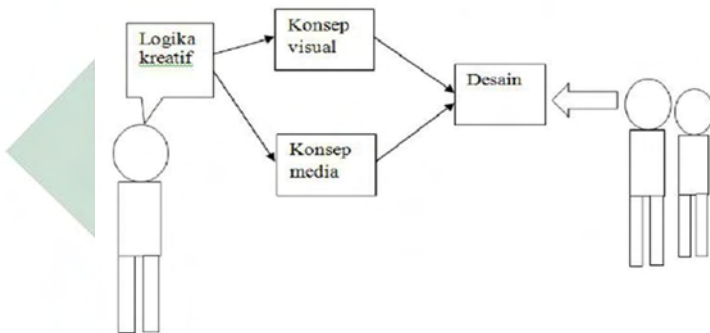 Logika
kreatif
Konsep
visual
Desain
Konsep
media